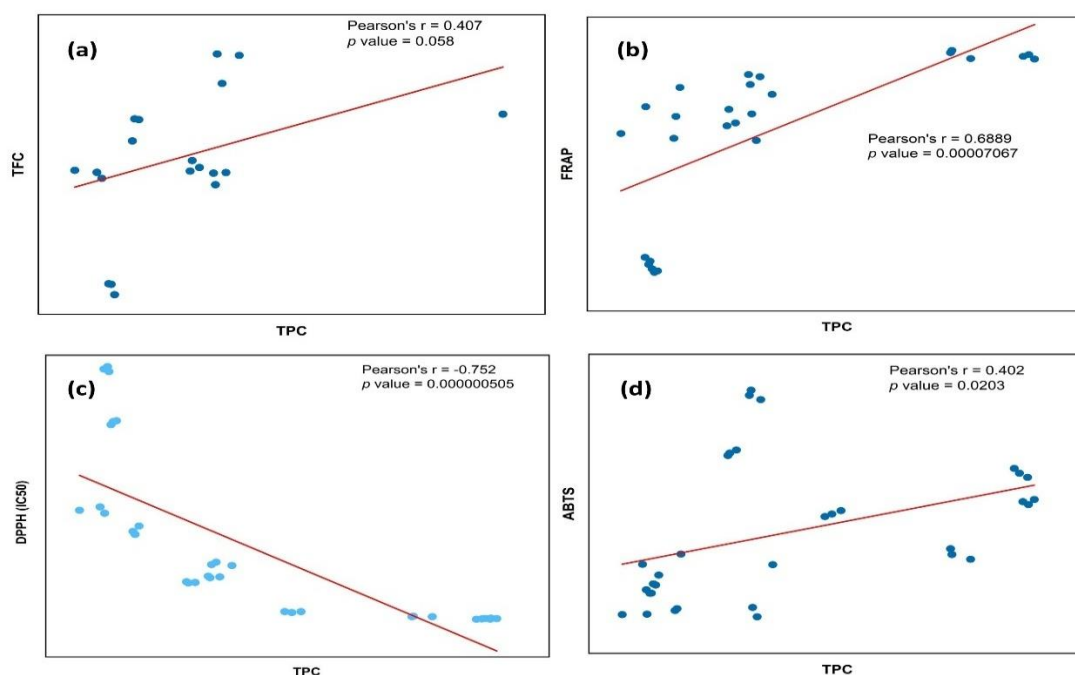 (a)
Pearson's r = 0.407
p value = 0.058
TFC
TPC
(b)
Pearson's r = 0.6889
p value = 0.00007067
FRAP
TPC
(c)
Pearson's r = -0.752
p value = 0.000000505
DPPH (IC50)
TPC
(d)
Pearson's r = 0.402
p value = 0.0203
ABTS
TPC